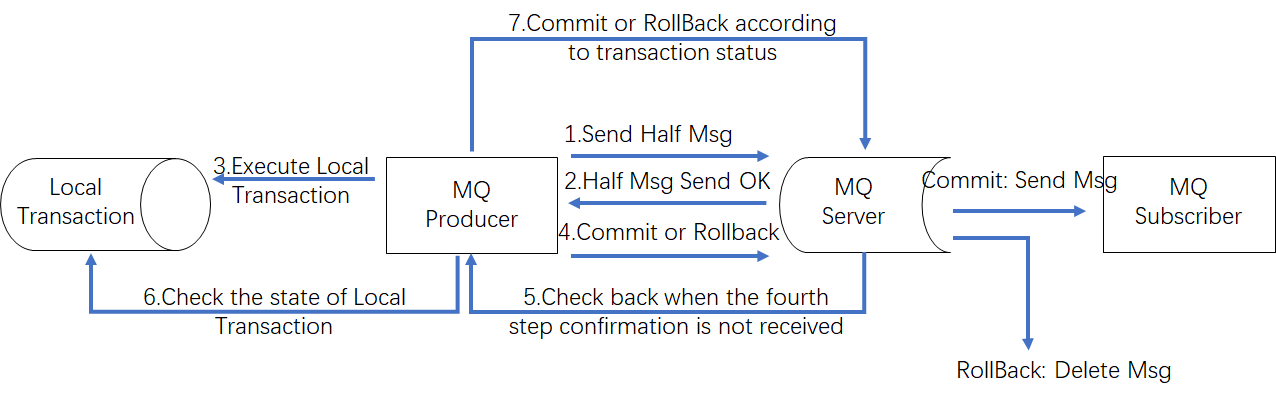 7.Commit or RollBack according
to transaction status
1.Send Half Msg
3.Execute Local
Transaction
2.Half Msg Send OK
Local
Transaction
MQ
Producer
MQ
Server
Commit: Send Msg
MQ
Subscriber
4.Commit or Rollback
6.Check the state of Local
Transaction
5.Check back when the fourth
step confirmation is not received
RollBack: Delete Msg